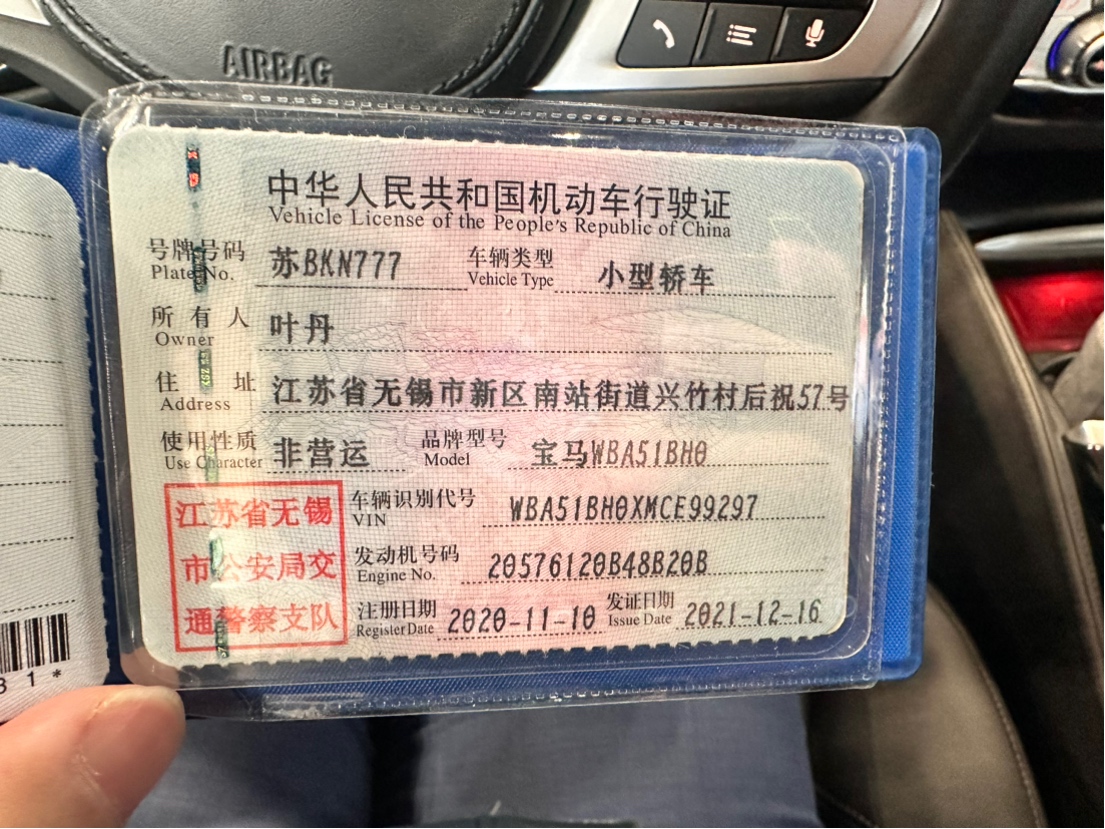 AIRBAG
中华人民共和国机动车行驶证
Vehicle License of the People's Republic of China
号牌号码 苏BKN777 车辆类型 小型轿车
Plate No. Vehicle Type
所有人 叶丹
Owner
住址 江苏省无锡市新区南站街道兴竹村后祝57号
Address
使用性质 非营运 品牌型号 宝马WBA51BH0
Use Character Model
江苏省无锡
市公安局交
通警察支队
车辆识别代号 WBA51BH0XMCE99297
VIN
发动机号码 20576120B48B20B
Engine No.
注册日期 2020-11-10 发证日期 2021-12-16
Register Date Issue Date
31*